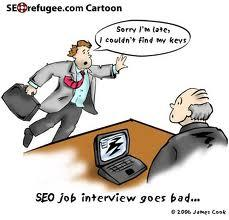 SEOrefugee.com Cartoon
Sorry I'm late,
I couldn't find my keys
SEO job interview goes bad...
© 2006 James Cook